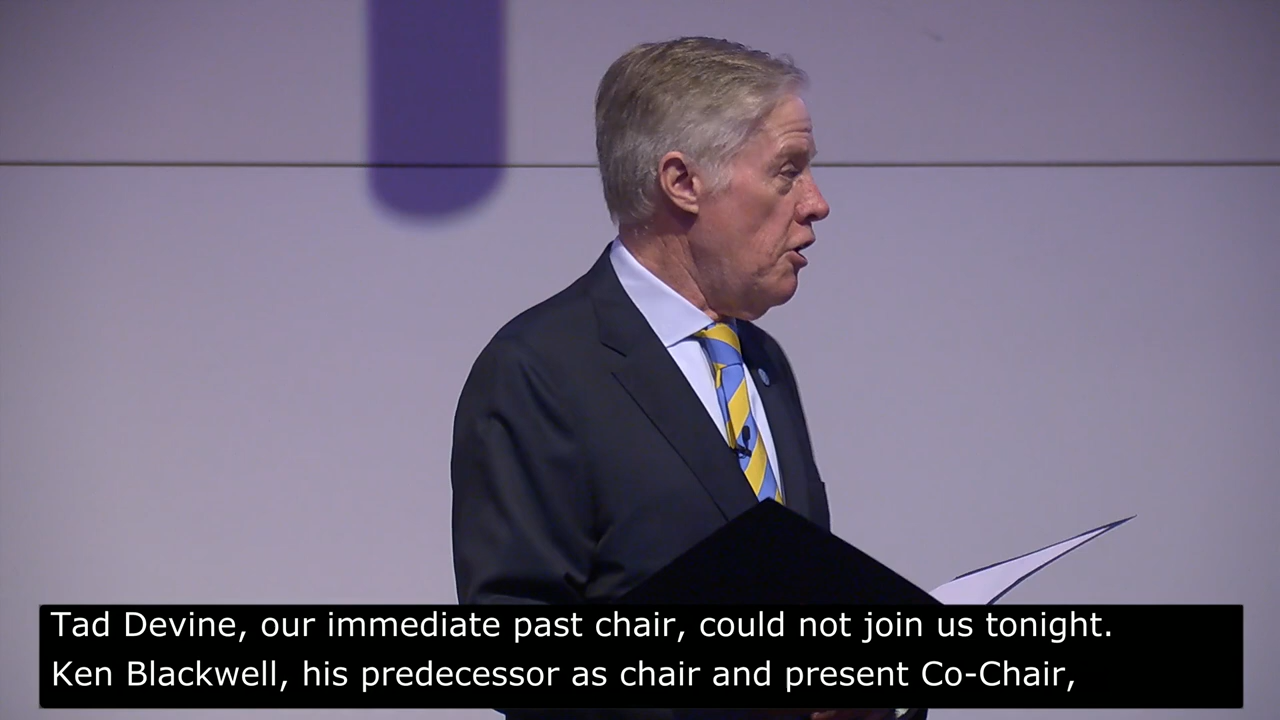 Tad Devine, our immediate past chair, could not join us tonight.
Ken Blackwell, his predecessor as chair and present Co-Chair,